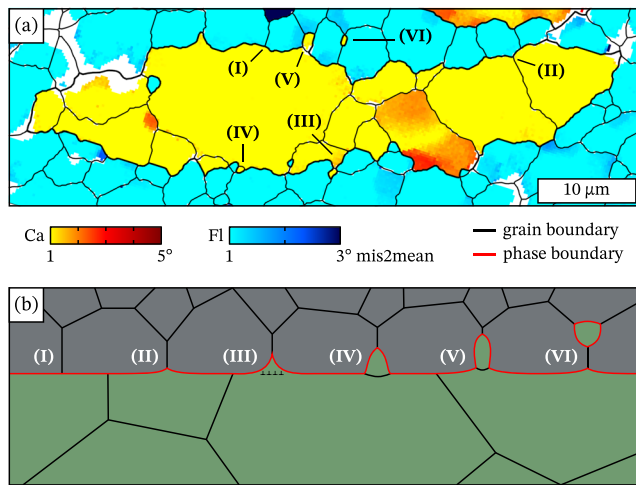 (a)
(VI)
(I)
(V)
(II)
(III)
(IV)
10 µm
Ca
1
5°
Fl
1
3° mis2mean
grain boundary
phase boundary
(b)
(I)
(II)
(III)
(IV)
(V)
(VI)